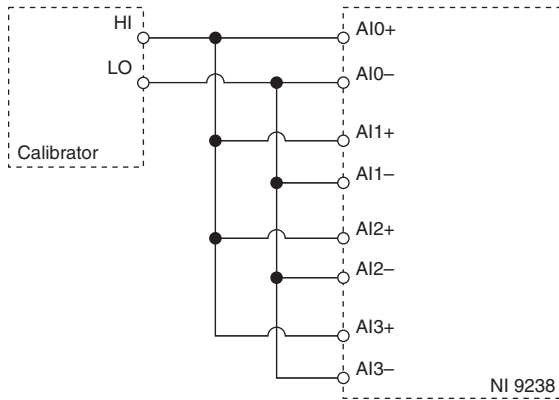 HI
LO
Calibrator
AI0+
AI0–
AI1+
AI1–
AI2+
AI2–
AI3+
AI3–
NI 9238